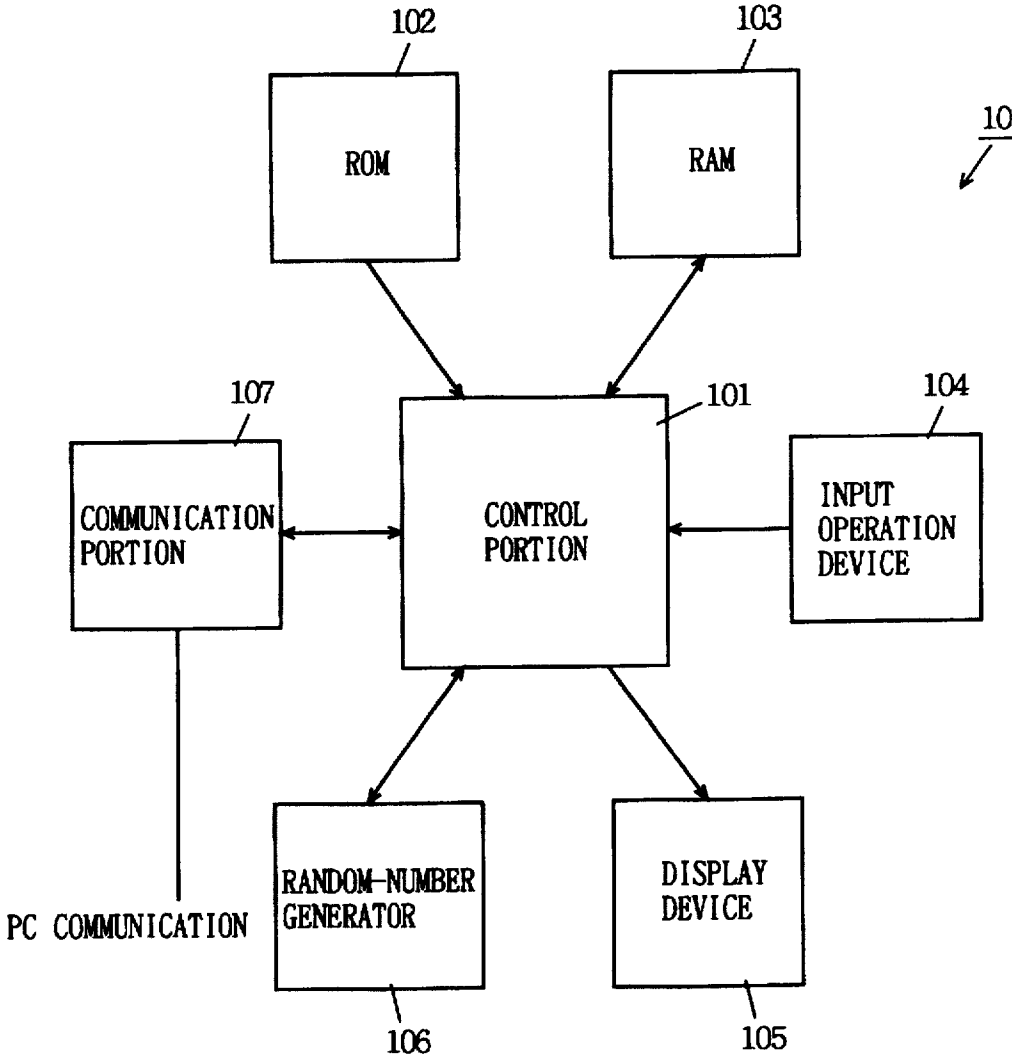 102
103
ROM
RAM
10
107
101
104
COMMUNICATION
PORTION
CONTROL
PORTION
INPUT
OPERATION
DEVICE
RANDOM-NUMBER
GENERATOR
DISPLAY
DEVICE
PC COMMUNICATION
106
105